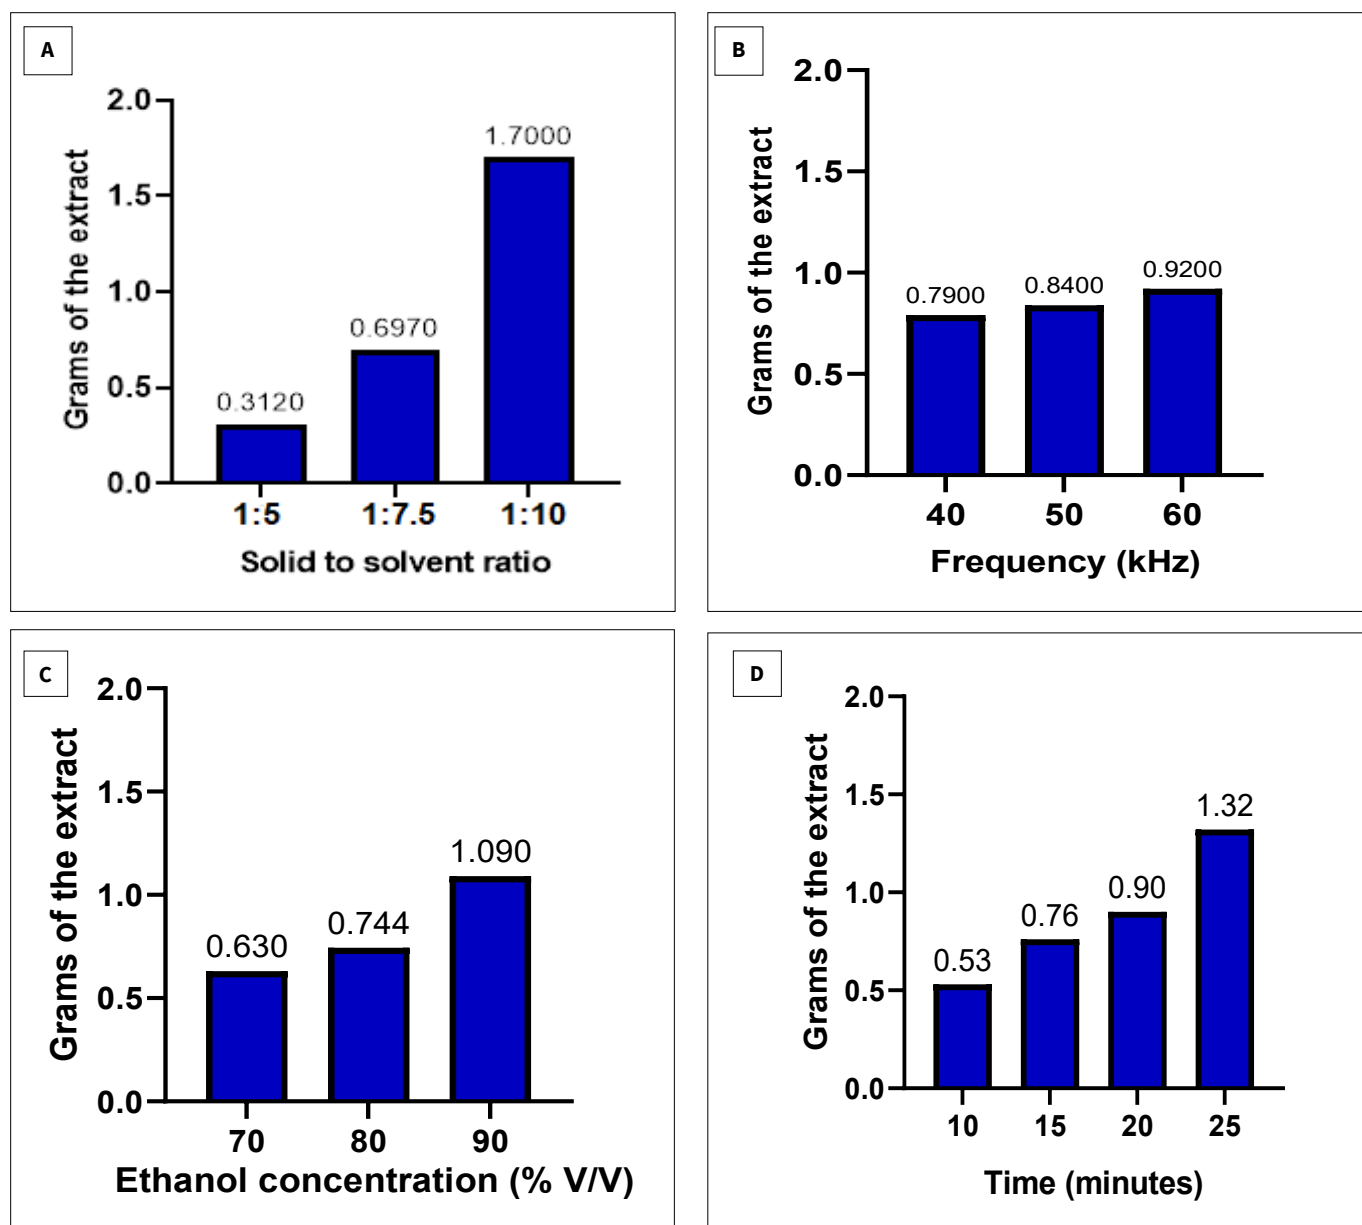 A
Grams of the extract
2.0
1.5
1.0
0.5
0.0
0.3120
0.6970
1.7000
1:5 1:7.5 1:10
Solid to solvent ratio
B
Grams of the extract
2.0
1.5
1.0
0.5
0.0
0.7900
0.8400
0.9200
40 50 60
Frequency (kHz)
C
Grams of the extract
2.0
1.5
1.0
0.5
0.0
0.630
0.744
1.090
70 80 90
Ethanol concentration (% V/V)
D
Grams of the extract
2.0
1.5
1.0
0.5
0.0
0.53
0.76
0.90
1.32
10 15 20 25
Time (minutes)